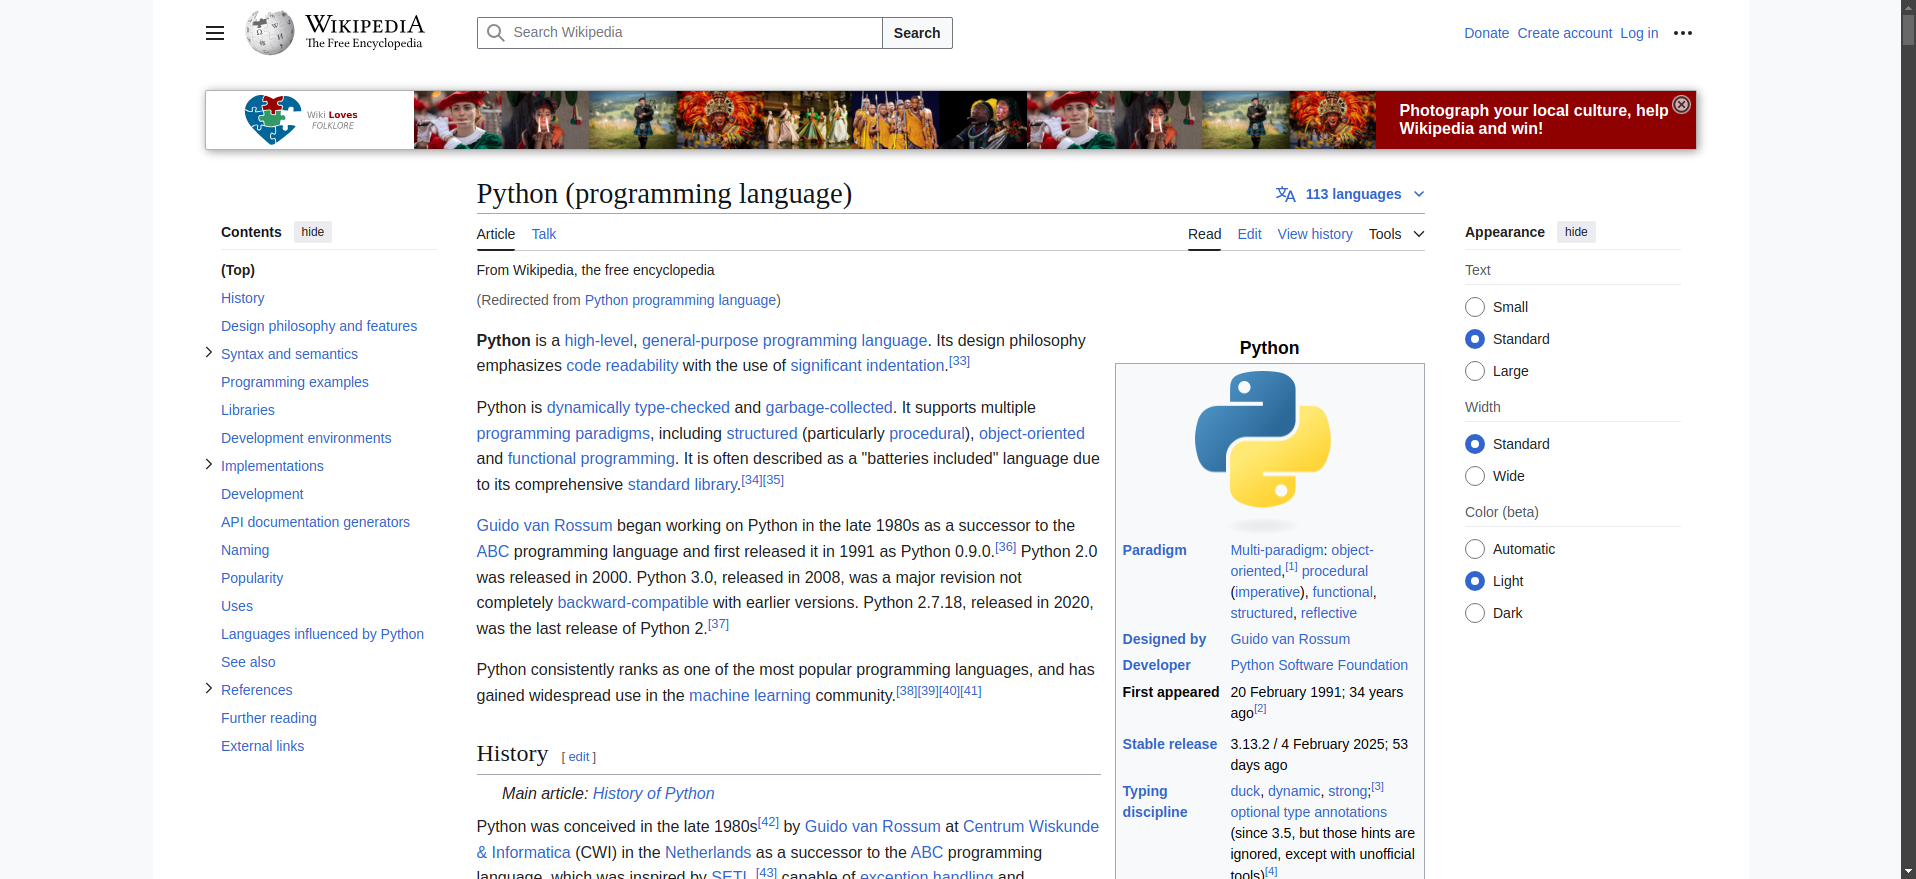 WIKIPEDIA
The Free Encyclopedia
Search Wikipedia
Search
Donate Create account Log in
Wiki Loves
FOLKLORE
Photograph your local culture, help
Wikipedia and win!
Python (programming language)
113 languages
Contents hide
(Top)
History
Design philosophy and features
Syntax and semantics
Programming examples
Libraries
Development environments
Implementations
Development
API documentation generators
Naming
Popularity
Uses
Languages influenced by Python
See also
References
Further reading
External links
Article Talk
Read Edit View history Tools
From Wikipedia, the free encyclopedia
(Redirected from Python programming language)
Python is a high-level, general-purpose programming language. Its design philosophy
emphasizes code readability with the use of significant indentation.[33]
Python is dynamically type-checked and garbage-collected. It supports multiple
programming paradigms, including structured (particularly procedural), object-oriented
and functional programming. It is often described as a "batteries included" language due
to its comprehensive standard library.[34][35]
Guido van Rossum began working on Python in the late 1980s as a successor to the
ABC programming language and first released it in 1991 as Python 0.9.0.[36] Python 2.0
was released in 2000. Python 3.0, released in 2008, was a major revision not
completely backward-compatible with earlier versions. Python 2.7.18, released in 2020,
was the last release of Python 2.[37]
Python consistently ranks as one of the most popular programming languages, and has
gained widespread use in the machine learning community.[38][39][40][41]
History [ edit ]
Main article: History of Python
Python was conceived in the late 1980s[42] by Guido van Rossum at Centrum Wiskunde
& Informatica (CWI) in the Netherlands as a successor to the ABC programming
language, which was inspired by SETL,[43] capable of exception handling and
Python
Paradigm Multi-paradigm: object-
oriented,[1] procedural
(imperative), functional,
structured, reflective
Designed by Guido van Rossum
Developer Python Software Foundation
First appeared 20 February 1991; 34 years
ago[2]
Stable release 3.13.2 / 4 February 2025; 53
days ago
Typing duck, dynamic, strong;[3]
discipline optional type annotations
(since 3.5, but those hints are
ignored, except with unofficial
tools)[4]
Appearance hide
Text
Small
Standard
Large
Width
Standard
Wide
Color (beta)
Automatic
Light
Dark